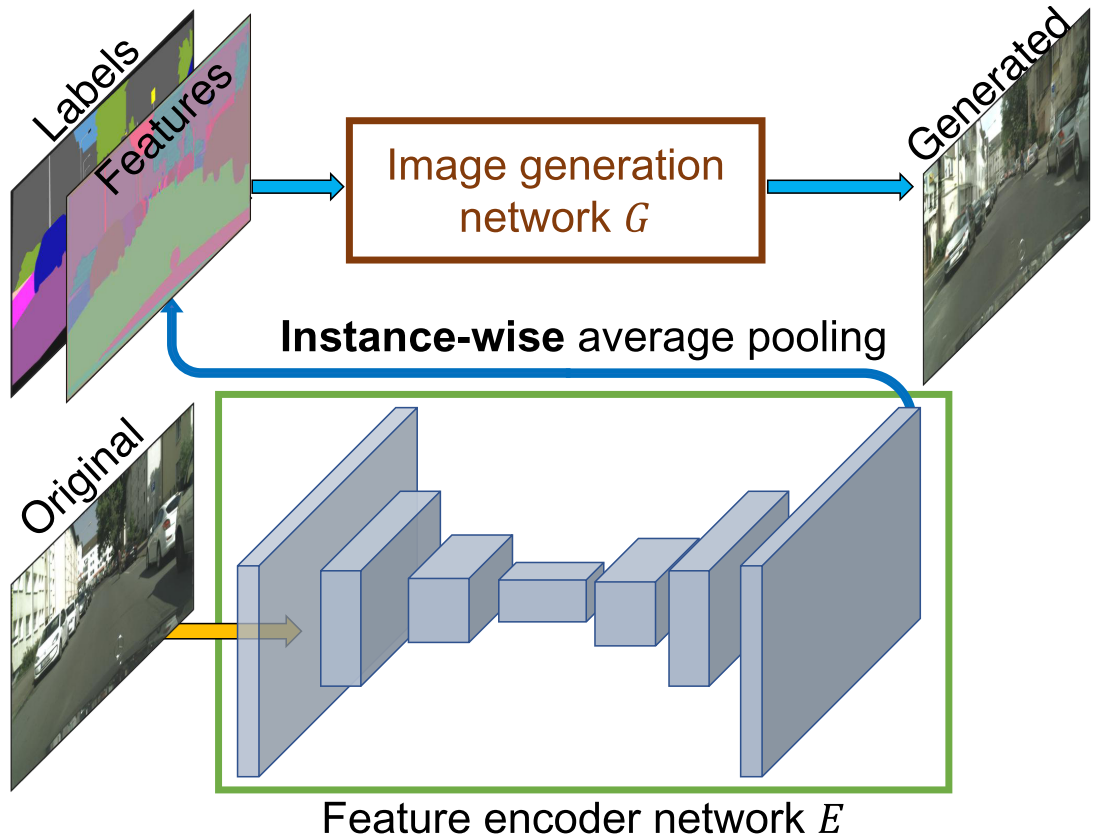 Labels
Features
Generated
Image generation
network G
Instance-wise average pooling
Original
Feature encoder network E